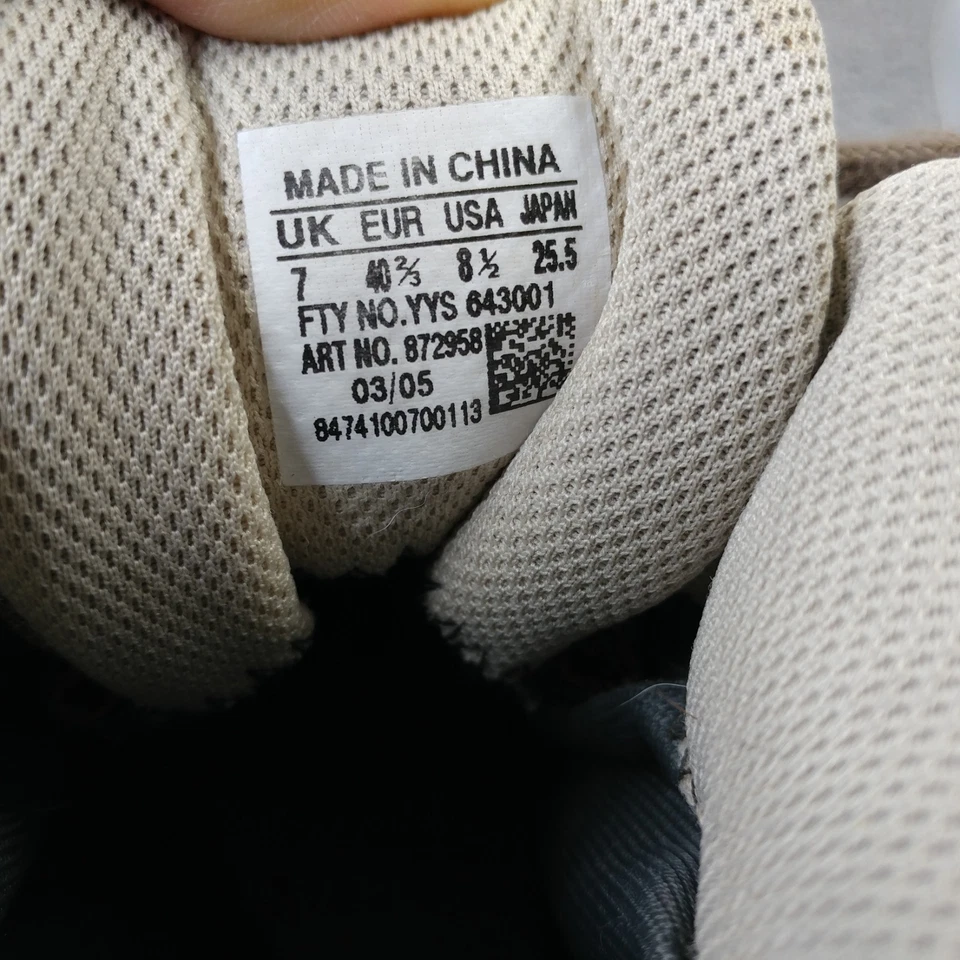 MADE IN CHINA
UK EUR USA JAPAN
7 40⅔ 8½ 25.5
FTY NO.YYS 643001
ART NO. 872958
03/05
8474100700113